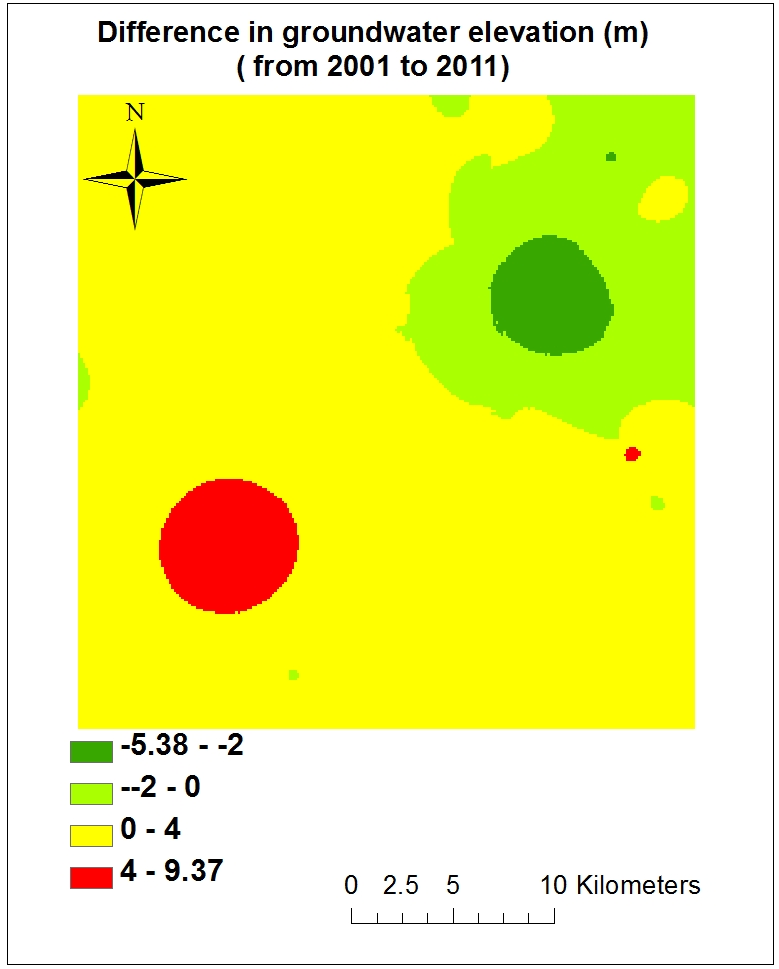 Difference in groundwater elevation (m)
( from 2001 to 2011)
N
-5.38 - -2
--2 - 0
0 - 4
4 - 9.37
0 2.5 5 10 Kilometers